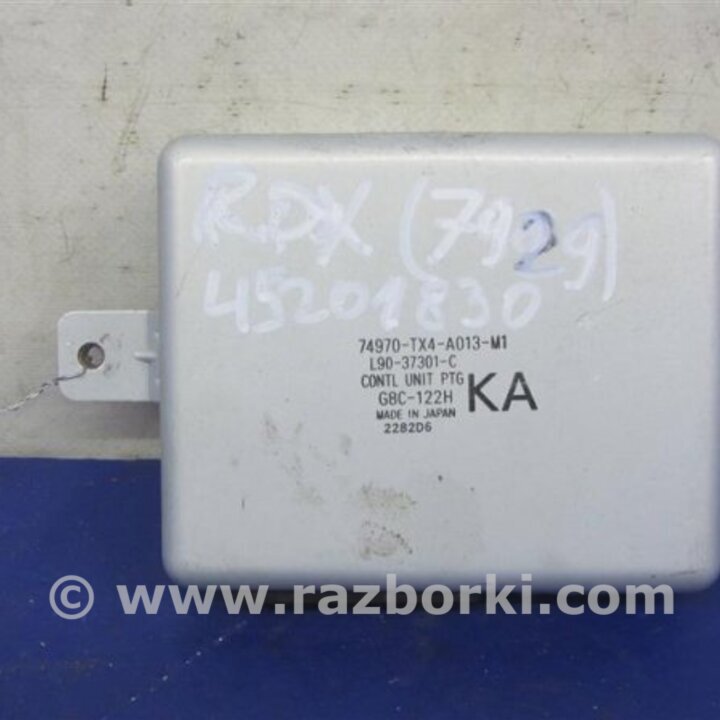 RDX (7929)
45201830
74970-TX4-A013-M1
L90-37301-C
CONTL UNIT PTG
G8C-122H KA
MADE IN JAPAN
2282D6
© www.razborki.com